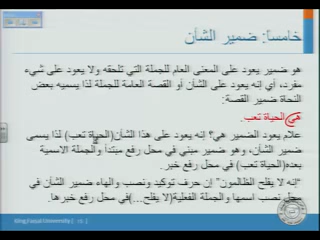 خامسا: ضمير الشأن
هو ضمير يعود على المعنى العام للجملة التي تلحقه ولا يعود على شيء
مفرد، أي إنه يعود على الشأن أو القصة العامة للجملة لذا يسميه بعض
النحاة ضمير القصة:
هي الحياة تعب.
علام يعود الضمير هي؟ إنه يعود على هذا الشأن(الحياة تعب) لذا يسمى
ضمير الشأن، وهو ضمير مبني في محل رفع مبتدأ والجملة الاسمية
بعده(الحياة تعب) في محل رفع خبر.
"إنه لا يفلح الظالمون" إن حرف توكيد ونصب والهاء ضمير الشأن في
محل نصب اسمها والجملة الفعلية(لا يفلح...)في محل رفع خبرها.
King Faisal University